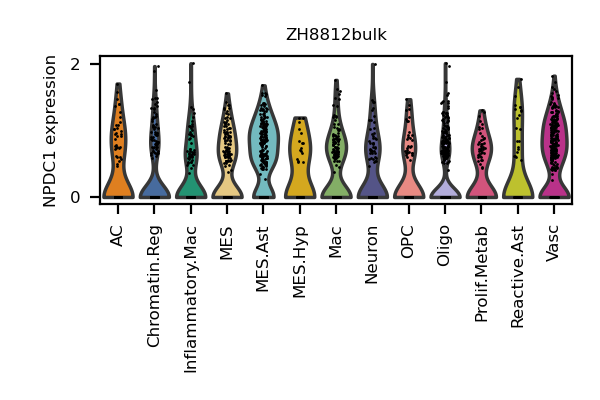 ZH8812bulk
NPDC1 expression
2
0
AC
Chromatin.Reg
Inflammatory.Mac
MES
MES.Ast
MES.Hyp
Mac
Neuron
OPC
Oligo
Prolif.Metab
Reactive.Ast
Vasc